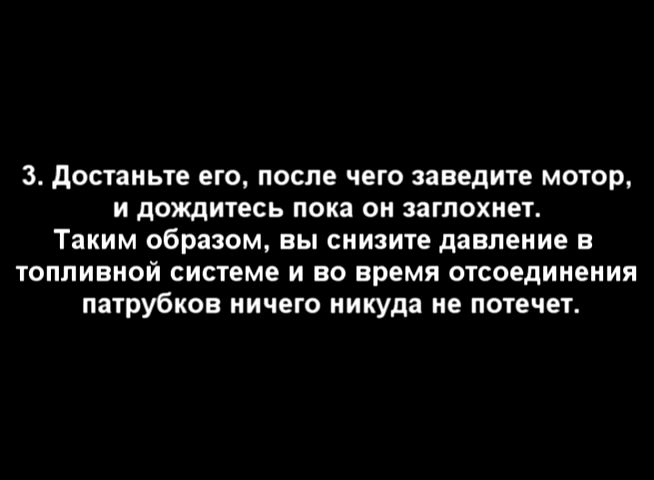 3. Достаньте его, после чего заведите мотор,
и дождитесь пока он заглохнет.
Таким образом, вы снизите давление в
топливной системе и во время отсоединения
патрубков ничего никуда не потечет.